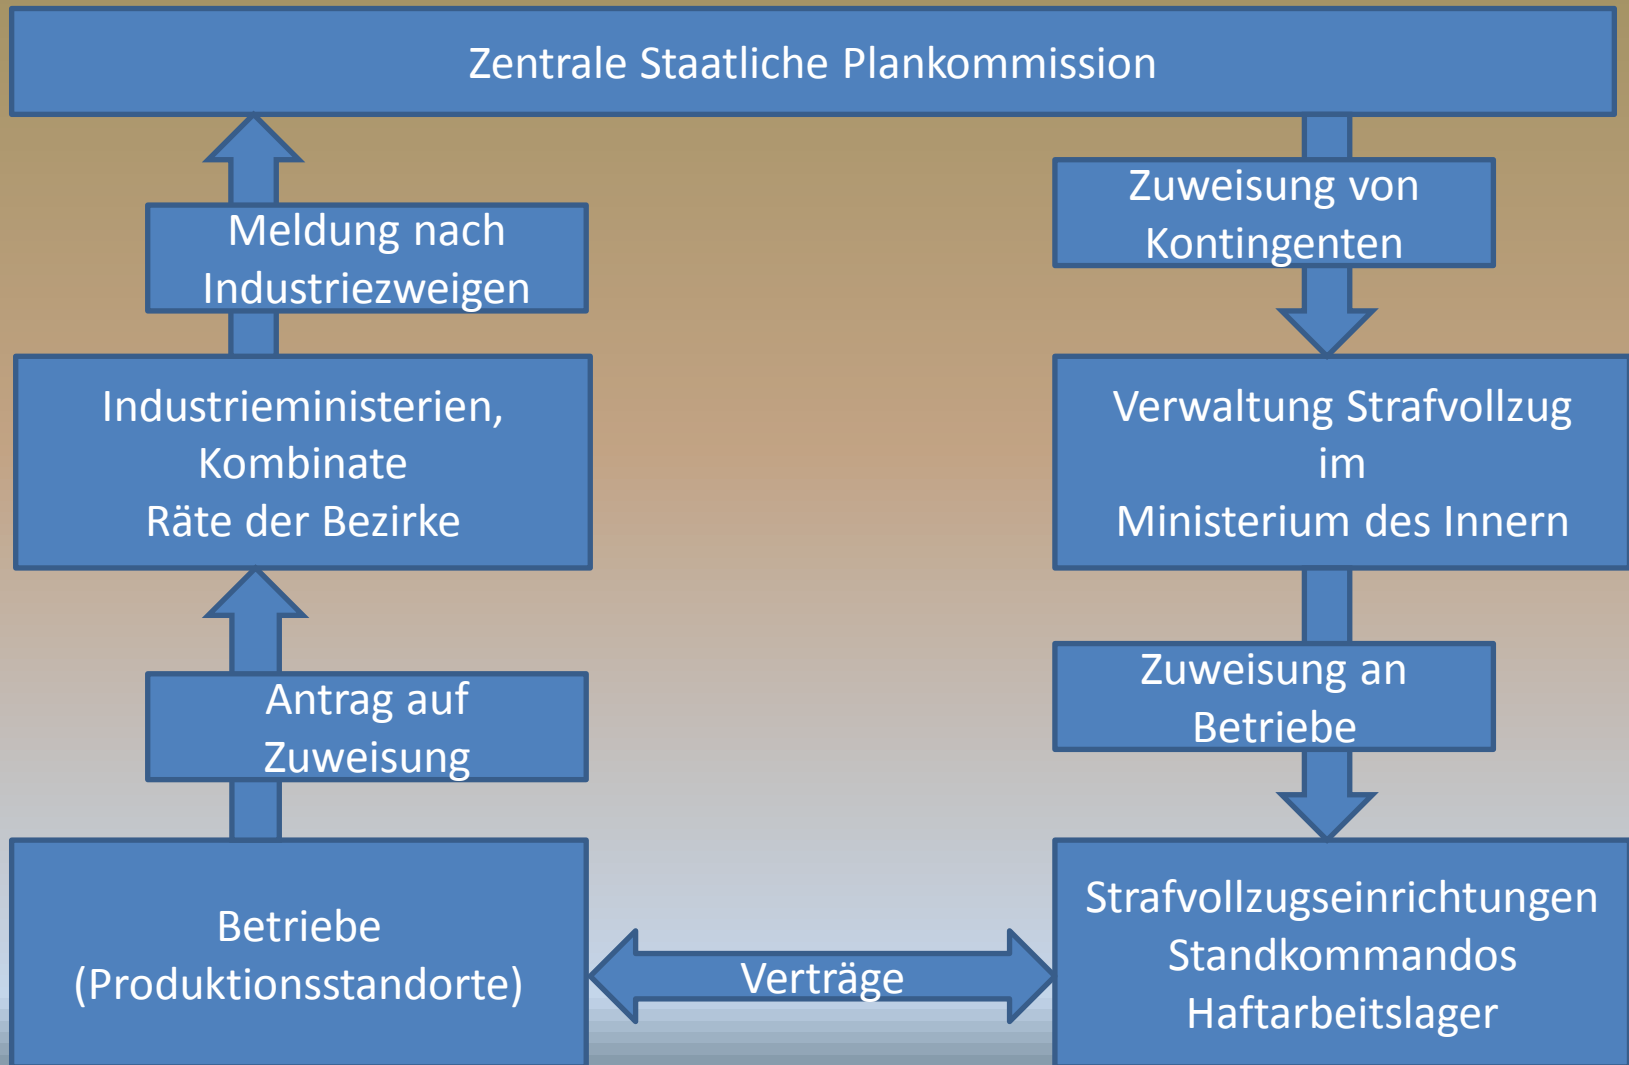 Zentrale Staatliche Plankommission
Meldung nach
Industriezweigen
Zuweisung von
Kontingenten
Industrieministerien,
Kombinate
Räte der Bezirke
Verwaltung Strafvollzug
im
Ministerium des Innern
Antrag auf
Zuweisung
Zuweisung an
Betriebe
Betriebe
(Produktionsstandorte)
Verträge
Strafvollzugseinrichtungen
Standkommandos
Haftarbeitslager